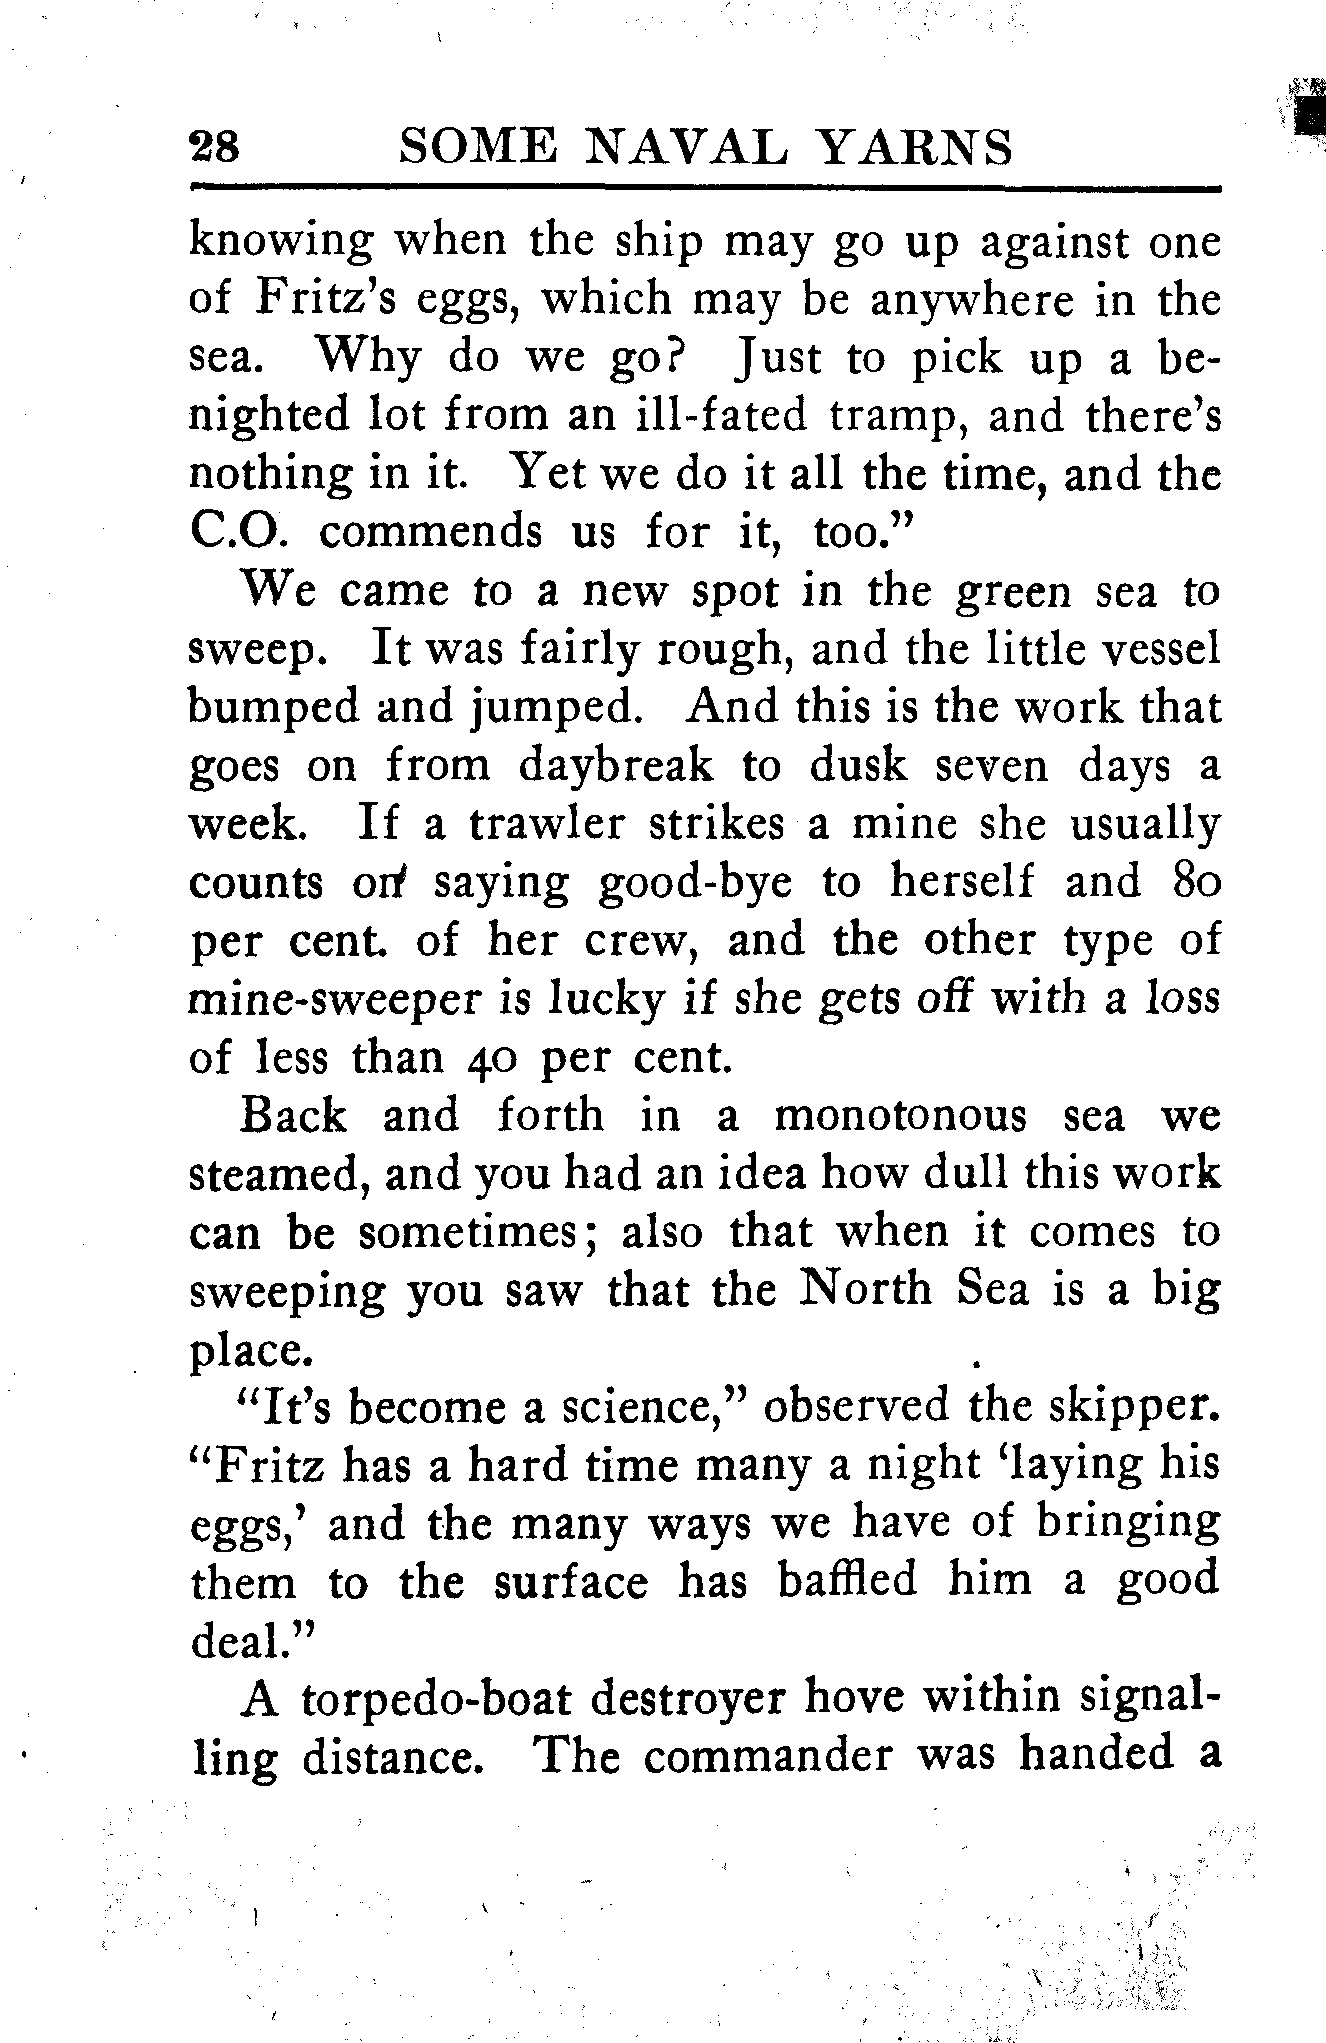 28 SOME NAVAL YARNS
knowing when the ship may go up against one
of Fritz's eggs, which may be anywhere in the
sea. Why do we go? Just to pick up a be-
nighted lot from an ill-fated tramp, and there's
nothing in it. Yet we do it all the time, and the
C.O. commends us for it, too."
We came to a new spot in the green sea to
sweep. It was fairly rough, and the little vessel
bumped and jumped. And this is the work that
goes on from daybreak to dusk seven days a
week. If a trawler strikes a mine she usually
counts on saying good-bye to herself and 80
per cent. of her crew, and the other type of
mine-sweeper is lucky if she gets off with a loss
of less than 40 per cent.
Back and forth in a monotonous sea we
steamed, and you had an idea how dull this work
can be sometimes; also that when it comes to
sweeping you saw that the North Sea is a big
place.
"It's become a science," observed the skipper.
"Fritz has a hard time many a night 'laying his
eggs,' and the many ways we have of bringing
them to the surface has baffled him a good
deal."
A torpedo-boat destroyer hove within signal-
ling distance. The commander was handed a